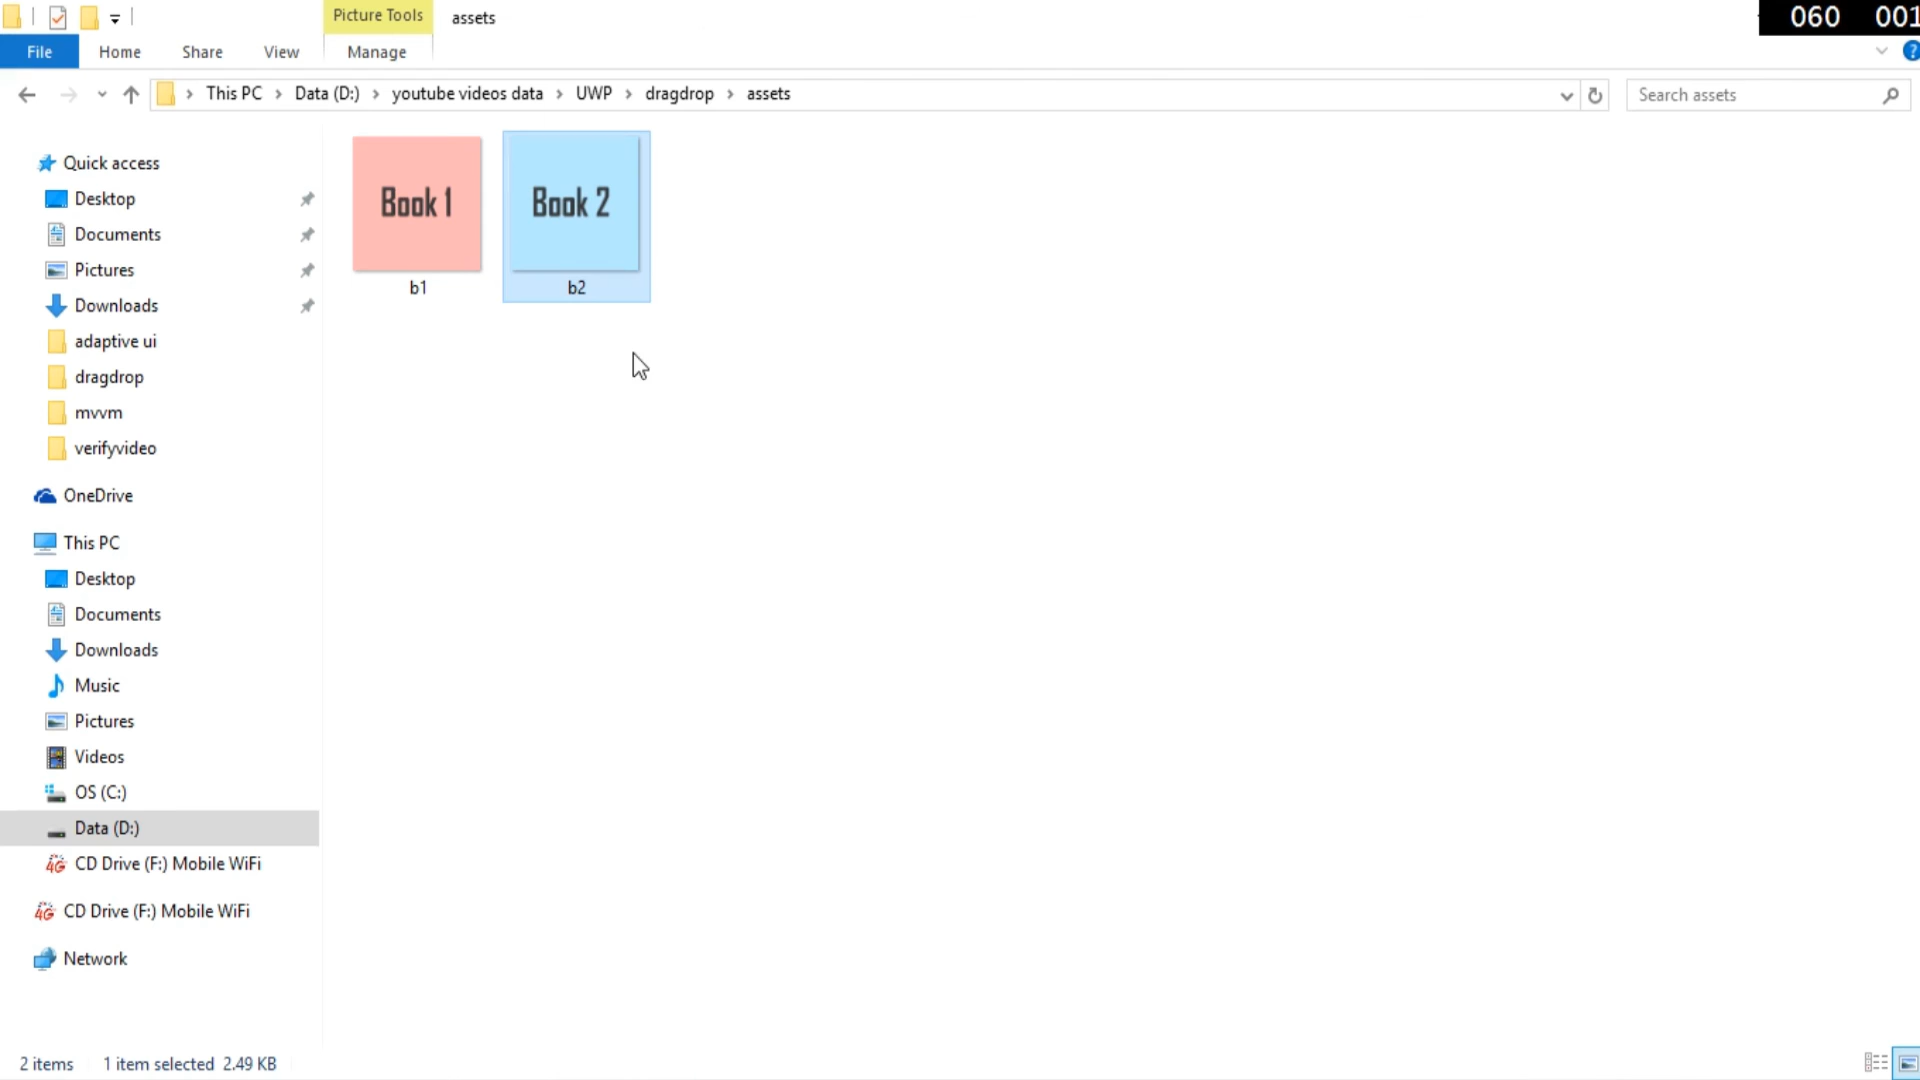 Picture Tools
assets
060 001
File
Home
Share
View
Manage
?
This PC
Data (D:)
youtube videos data
UWP
dragdrop
assets
Search assets
Quick access
Desktop
Documents
Pictures
Downloads
adaptive ui
dragdrop
mvvm
verifyvideo
OneDrive
This PC
Desktop
Documents
Downloads
Music
Pictures
Videos
OS (C:)
Data (D:)
4G CD Drive (F:) Mobile WiFi
4G CD Drive (F:) Mobile WiFi
Network
Book 1
b1
Book 2
b2
2 items
1 item selected 2.49 KB